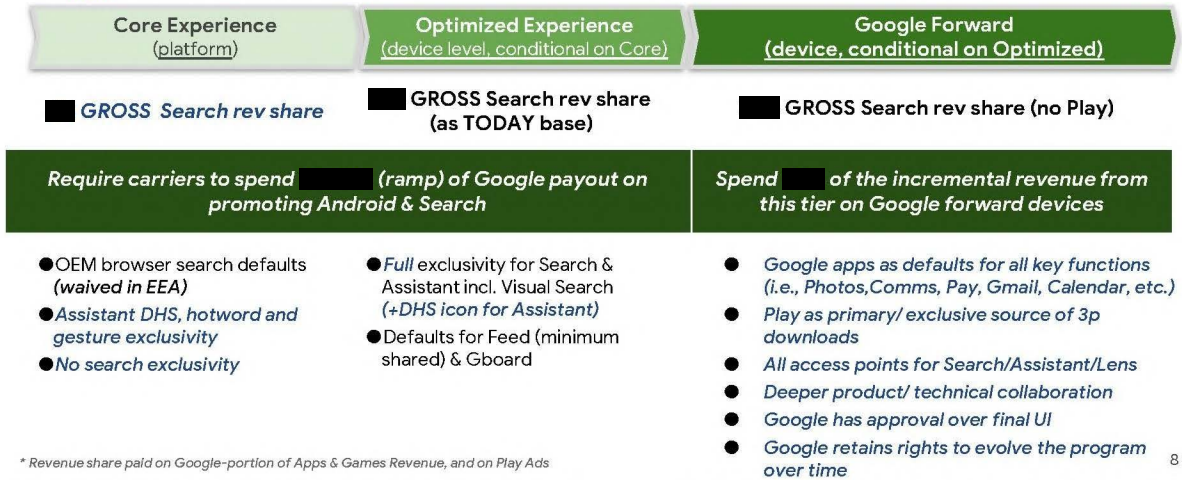 Core Experience
(platform)
Optimized Experience
(device level, conditional on Core)
Google Forward
(device, conditional on Optimized)
GROSS Search rev share
GROSS Search rev share
(as TODAY base)
GROSS Search rev share (no Play)
Require carriers to spend (ramp) of Google payout on
promoting Android & Search
Spend of the incremental revenue from
this tier on Google forward devices
●OEM browser search defaults
(waived in EEA)
●Assistant DHS, hotword and
gesture exclusivity
●No search exclusivity
●Full exclusivity for Search &
Assistant incl. Visual Search
(+DHS icon for Assistant)
●Defaults for Feed (minimum
shared) & Gboard
● Google apps as defaults for all key functions
(i.e., Photos,Comms, Pay, Gmail, Calendar, etc.)
● Play as primary/ exclusive source of 3p
downloads
● All access points for Search/Assistant/Lens
● Deeper product/ technical collaboration
● Google has approval over final UI
● Google retains rights to evolve the program
over time
* Revenue share paid on Google-portion of Apps & Games Revenue, and on Play Ads
8